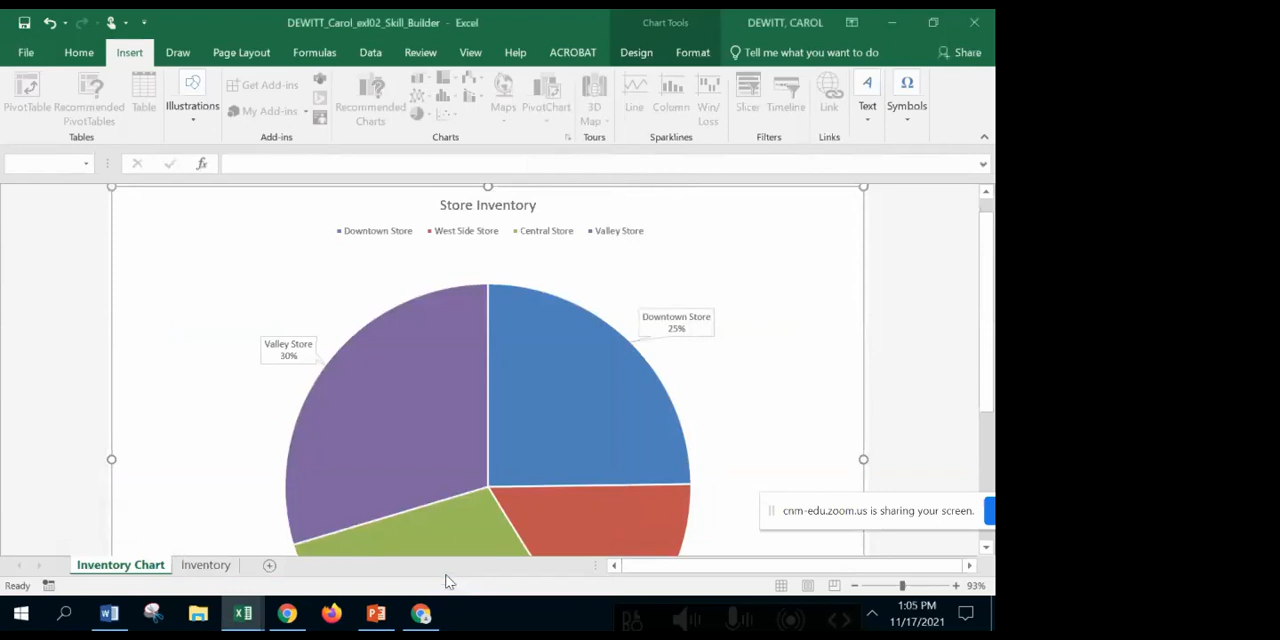 DEWITT_Carol_exl02_Skill_Builder - Excel
Chart Tools
DEWITT, CAROL
File Home Insert Draw Page Layout Formulas Data Review View Help ACROBAT Design Format Tell me what you want to do Share
PivotTable Recommended PivotTables Table
Illustrations
Get Add-ins
My Add-ins
Recommended Charts
Maps PivotChart
3D Map
Line Column Win/Loss
Slicer Timeline
Link
Text
Symbols
Tables Add-ins Charts Tours Sparklines Filters Links
fx
Store Inventory
Downtown Store West Side Store Central Store Valley Store
Downtown Store
25%
Valley Store
30%
cnm-edu.zoom.us is sharing your screen.
Inventory Chart Inventory
Ready
93%
1:05 PM
11/17/2021